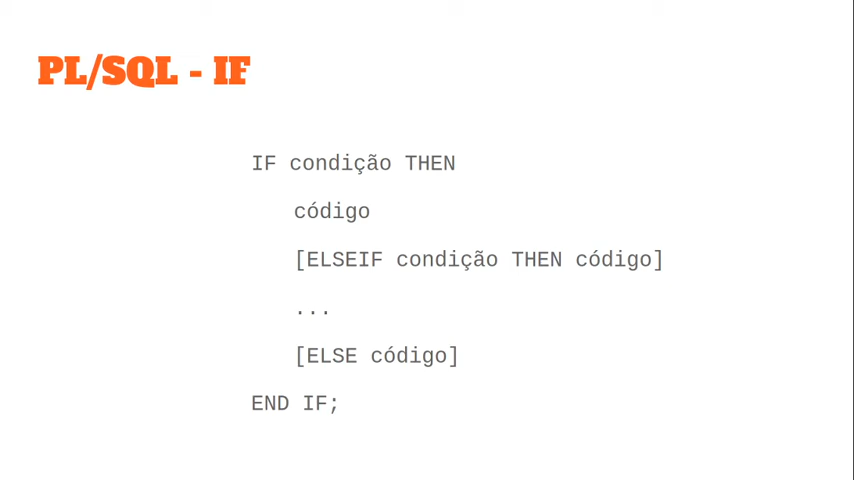 PL/SQL - IF
IF condição THEN
código
[ELSEIF condição THEN código]
...
[ELSE código]
END IF;